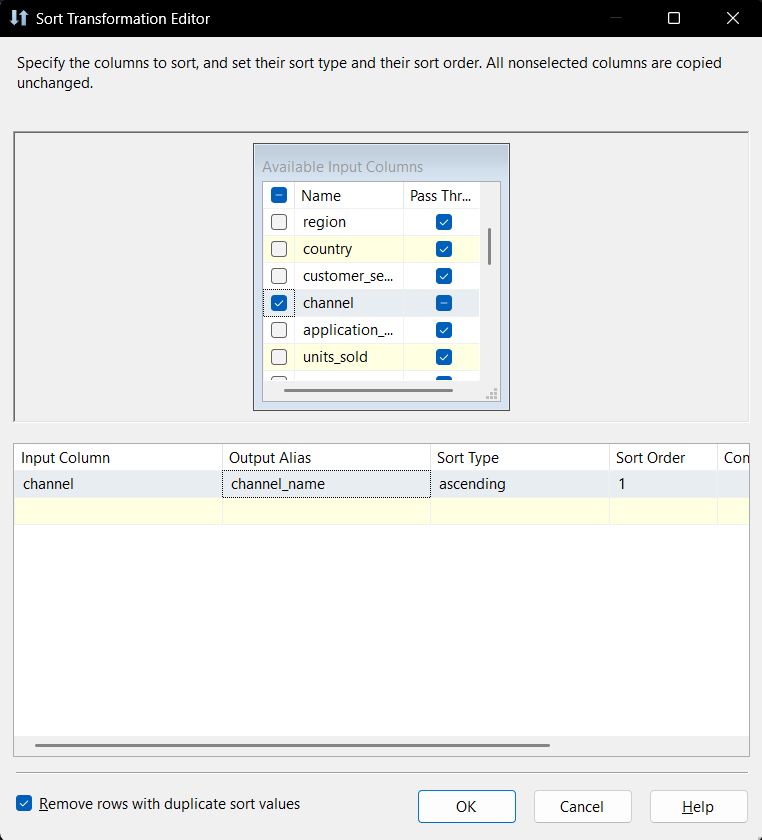 Sort Transformation Editor
Specify the columns to sort, and set their sort type and their sort order. All nonselected columns are copied
unchanged.
Available Input Columns
Name Pass Thr...
region
country
customer_se...
channel
application_...
units_sold
Input Column Output Alias Sort Type Sort Order Con
channel channel_name ascending 1
Remove rows with duplicate sort values OK Cancel Help